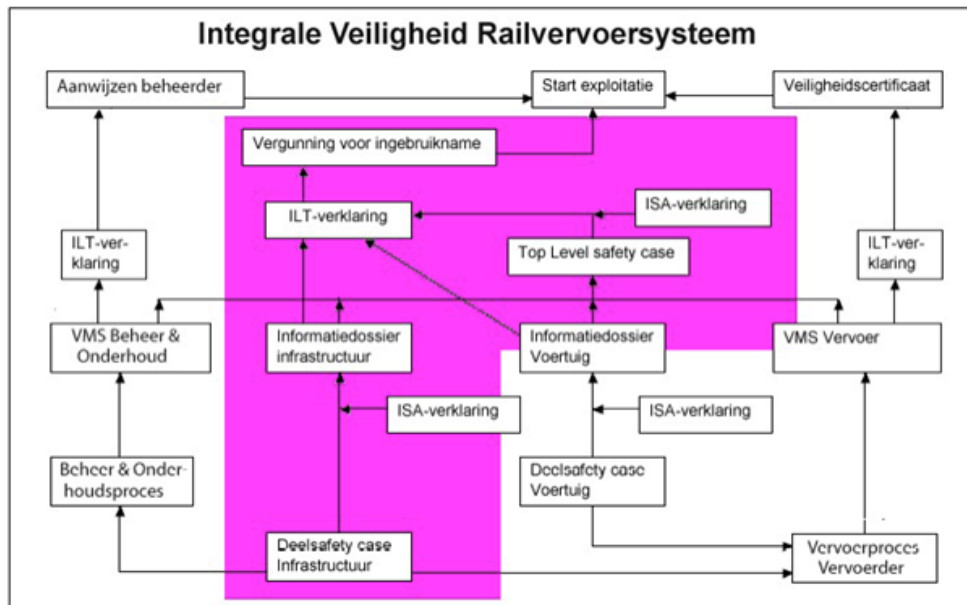 Integrale Veiligheid Railvervoersysteem
Aanwijzen beheerder
Start exploitatie
Veiligheidscertificaat
Vergunning voor ingebruikname
ISA-verklaring
ILT-verklaring
ILT-ver-
klaring
Top Level safety case
ILT-ver-
klaring
VMS Beheer &
Onderhoud
Informatiedossier
infrastructuur
Informatiedossier
Voertuig
VMS Vervoer
ISA-verklaring
ISA-verklaring
Beheer & Onder-
houdsproces
Deelsafety case
Voertuig
Deelsafety case
Infrastructuur
Vervoerproces
Vervoerder